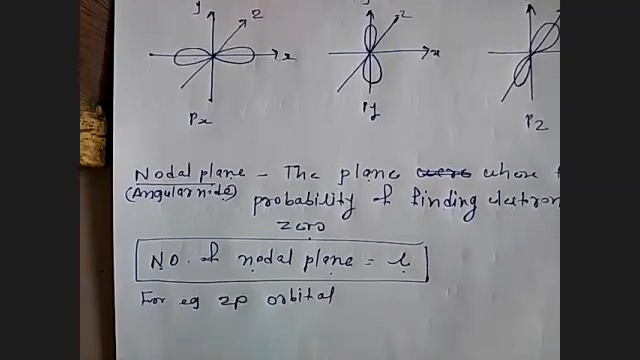 y z x
y z x
Px
Py
Pz
Nodal plane - The plane where
(Angular node) probability of finding electron
zero
NO. of nodal plane = l
For eg 2p orbital